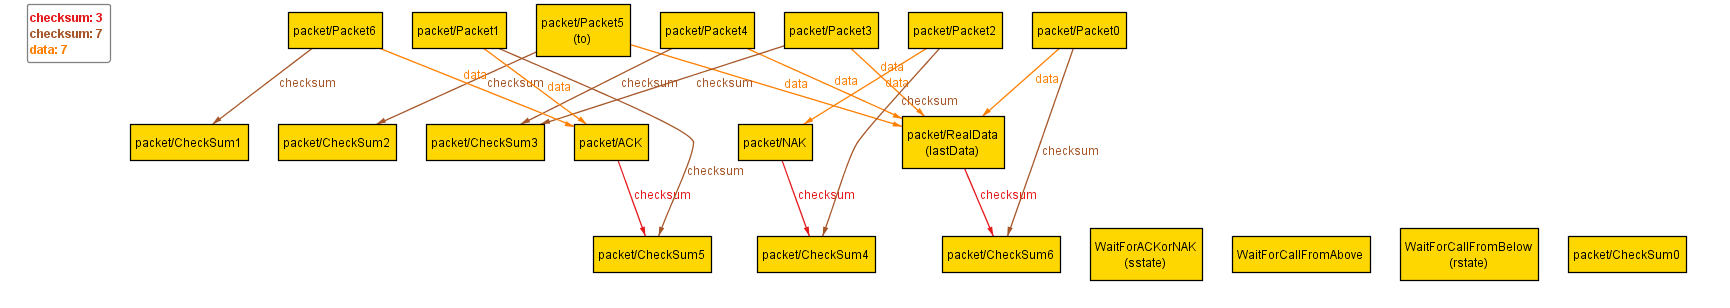 checksum: 3
checksum: 7
data: 7
packet/Packet6
packet/Packet1
packet/Packet5
(to)
packet/Packet4
packet/Packet3
packet/Packet2
packet/Packet0
checksum
data
checksum
data
checksum
checksum
data
data
data
data
checksum
data
packet/CheckSum1
packet/CheckSum2
packet/CheckSum3
packet/ACK
packet/NAK
packet/RealData
(lastData)
checksum
checksum
checksum
checksum
checksum
packet/CheckSum5
packet/CheckSum4
packet/CheckSum6
WaitForACKorNAK
(sstate)
WaitForCallFromAbove
WaitForCallFromBelow
(rstate)
packet/CheckSum0